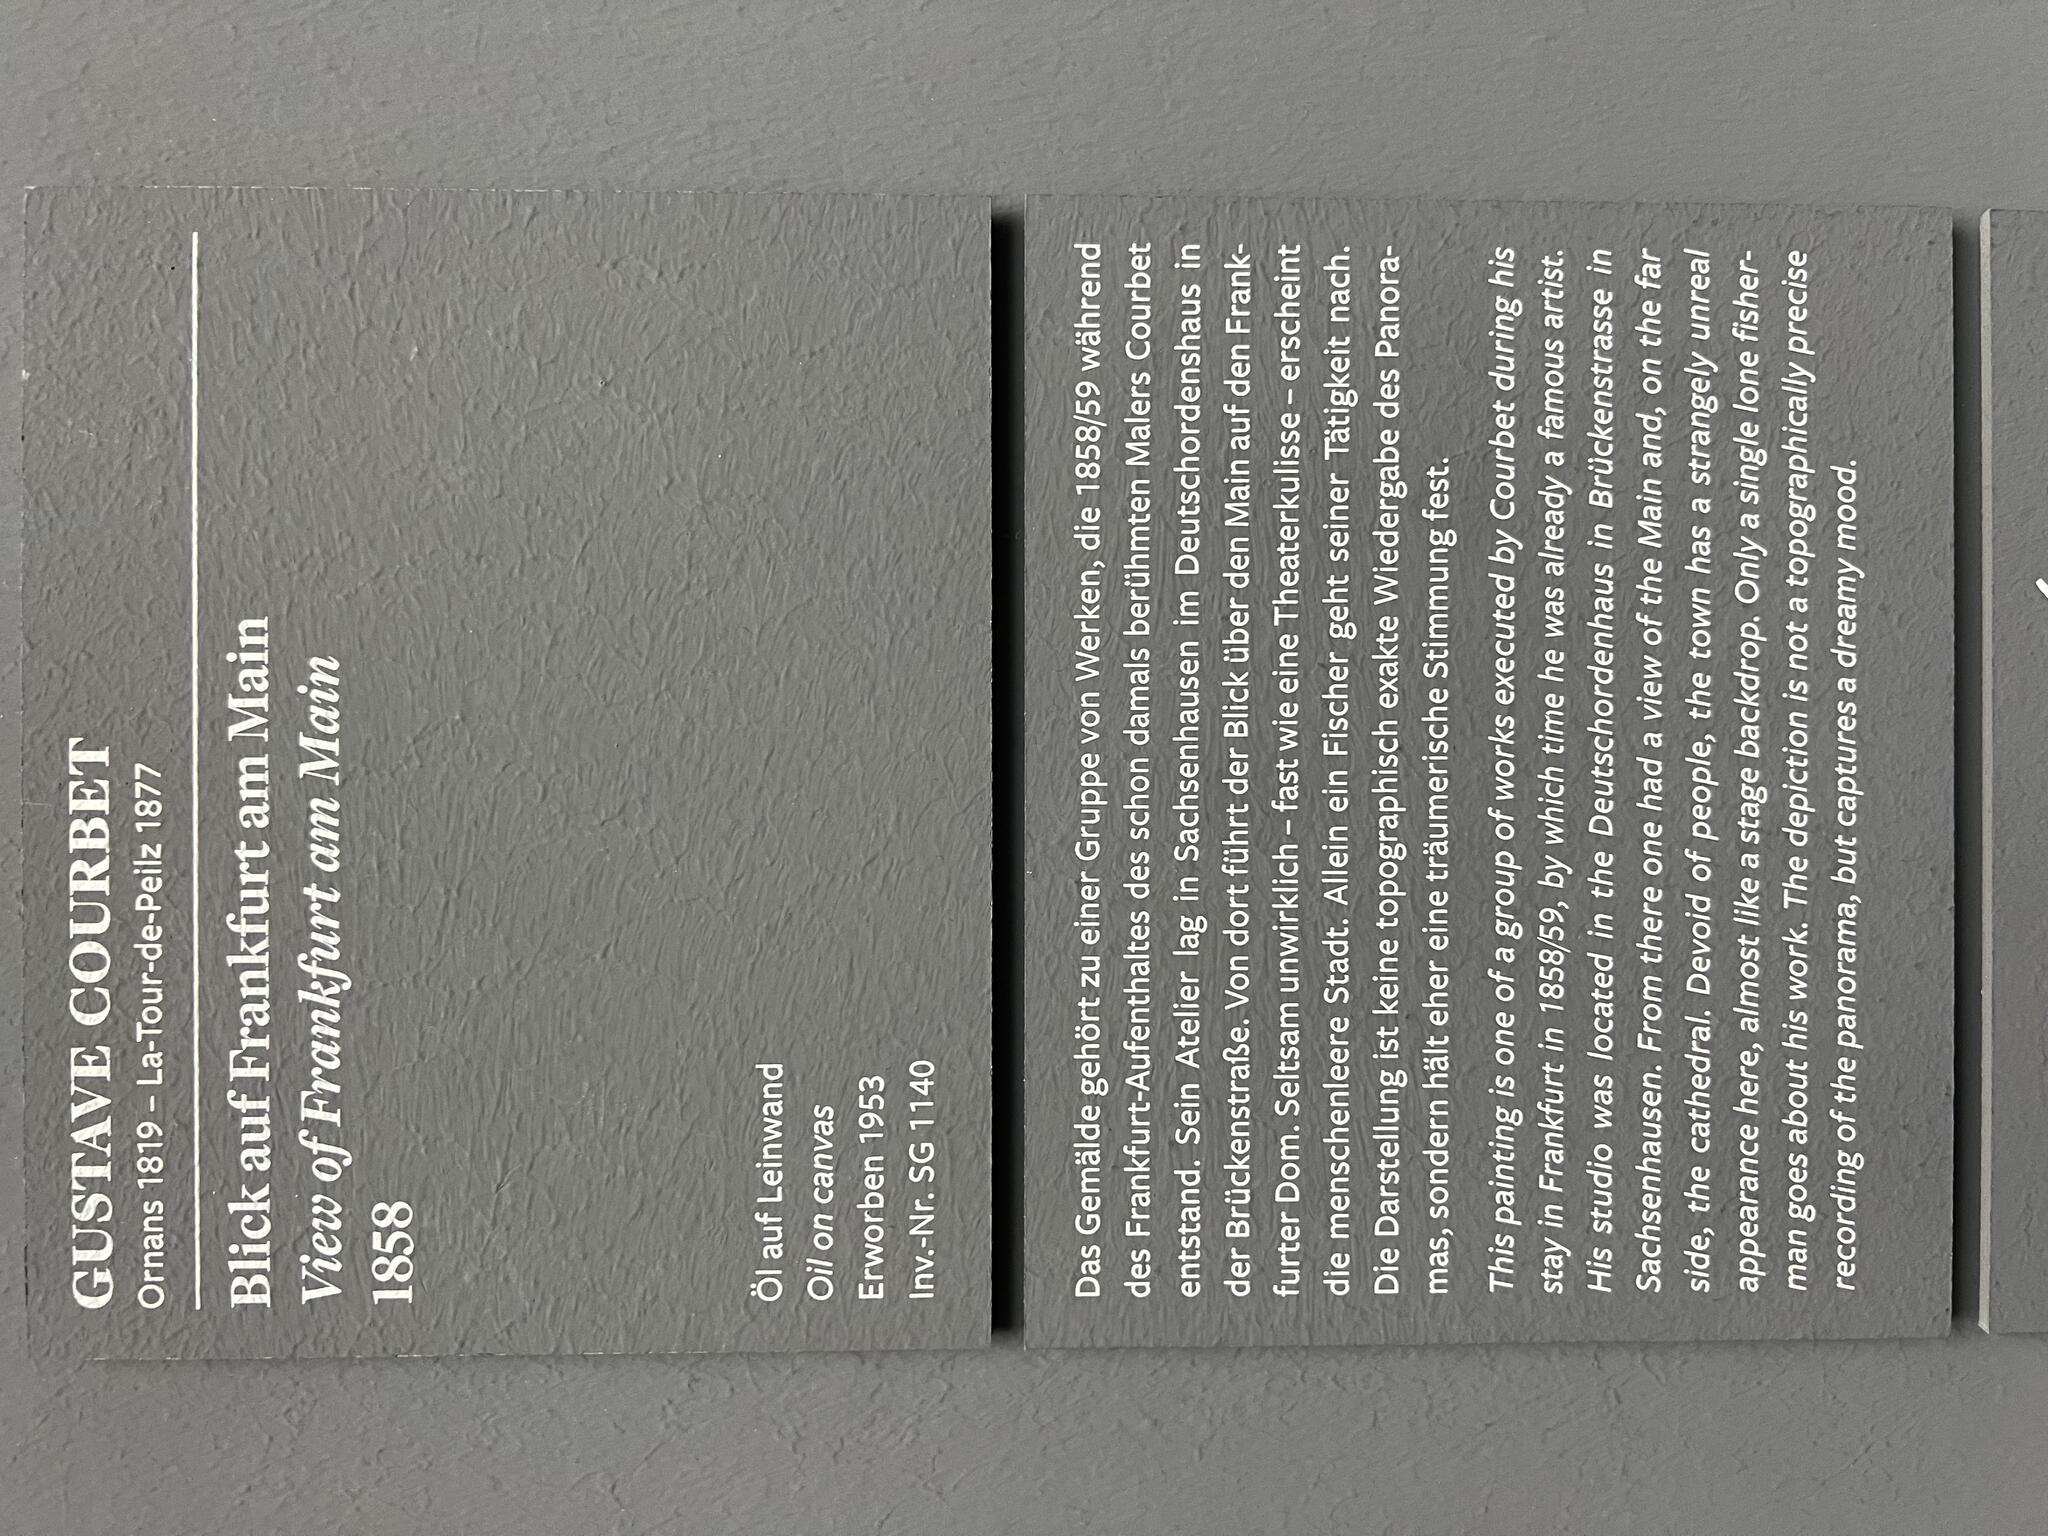 GUSTAVE COURBET
Ornans 1819 – La-Tour-de-Peilz 1877
Blick auf Frankfurt am Main
View of Frankfurt am Main
1858
Öl auf Leinwand
Oil on canvas
Erworben 1953
Inv.-Nr. SG 1140
Das Gemälde gehört zu einer Gruppe von Werken, die 1858/59 während
des Frankfurt-Aufenthaltes des schon damals berühmten Malers Courbet
entstand. Sein Atelier lag in Sachsenhausen im Deutschordenshaus in
der Brückenstraße. Von dort führt der Blick über den Main auf den Frank-
furter Dom. Seltsam unwirklich – fast wie eine Theaterkulisse – erscheint
die menschenleere Stadt. Allein ein Fischer geht seiner Tätigkeit nach.
Die Darstellung ist keine topographisch exakte Wiedergabe des Panora-
mas, sondern hält eher eine träumerische Stimmung fest.
This painting is one of a group of works executed by Courbet during his
stay in Frankfurt in 1858/59, by which time he was already a famous artist.
His studio was located in the Deutschordenhaus in Brückenstrasse in
Sachsenhausen. From there one had a view of the Main and, on the far
side, the cathedral. Devoid of people, the town has a strangely unreal
appearance here, almost like a stage backdrop. Only a single lone fisher-
man goes about his work. The depiction is not a topographically precise
recording of the panorama, but captures a dreamy mood.